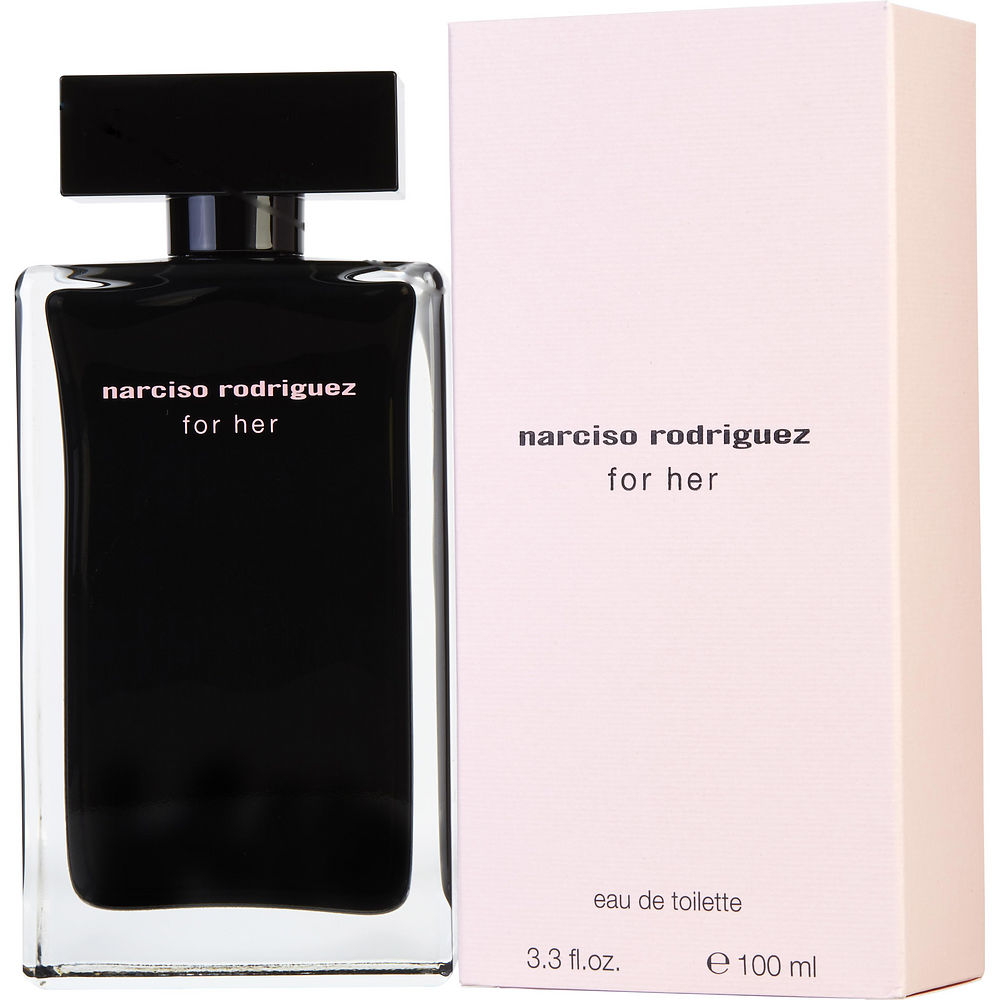 narciso rodriguez
for her
narciso rodriguez
for her
eau de toilette
3.3 fl.oz. ℮ 100 ml